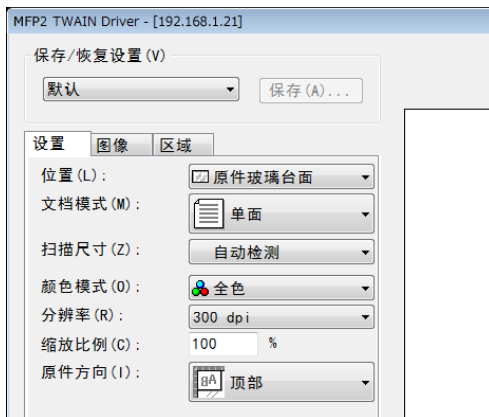 MFP2 TWAIN Driver - [192.168.1.21]
保存/恢复设置(V)
默认 保存(A)...
设置 图像 区域
位置(L): 原件玻璃台面
文档模式(M): 单面
扫描尺寸(Z): 自动检测
颜色模式(O): 全色
分辨率(R): 300 dpi
缩放比例(C): 100 %
原件方向(I): 顶部